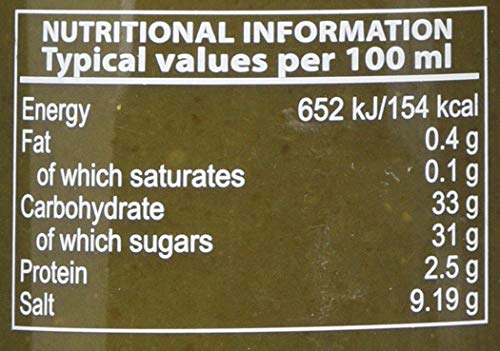 NUTRITIONAL INFORMATION
Typical values per 100 ml
Energy 652 kJ/154 kcal
Fat 0.4 g
of which saturates 0.1 g
Carbohydrate 33 g
of which sugars 31 g
Protein 2.5 g
Salt 9.19 g